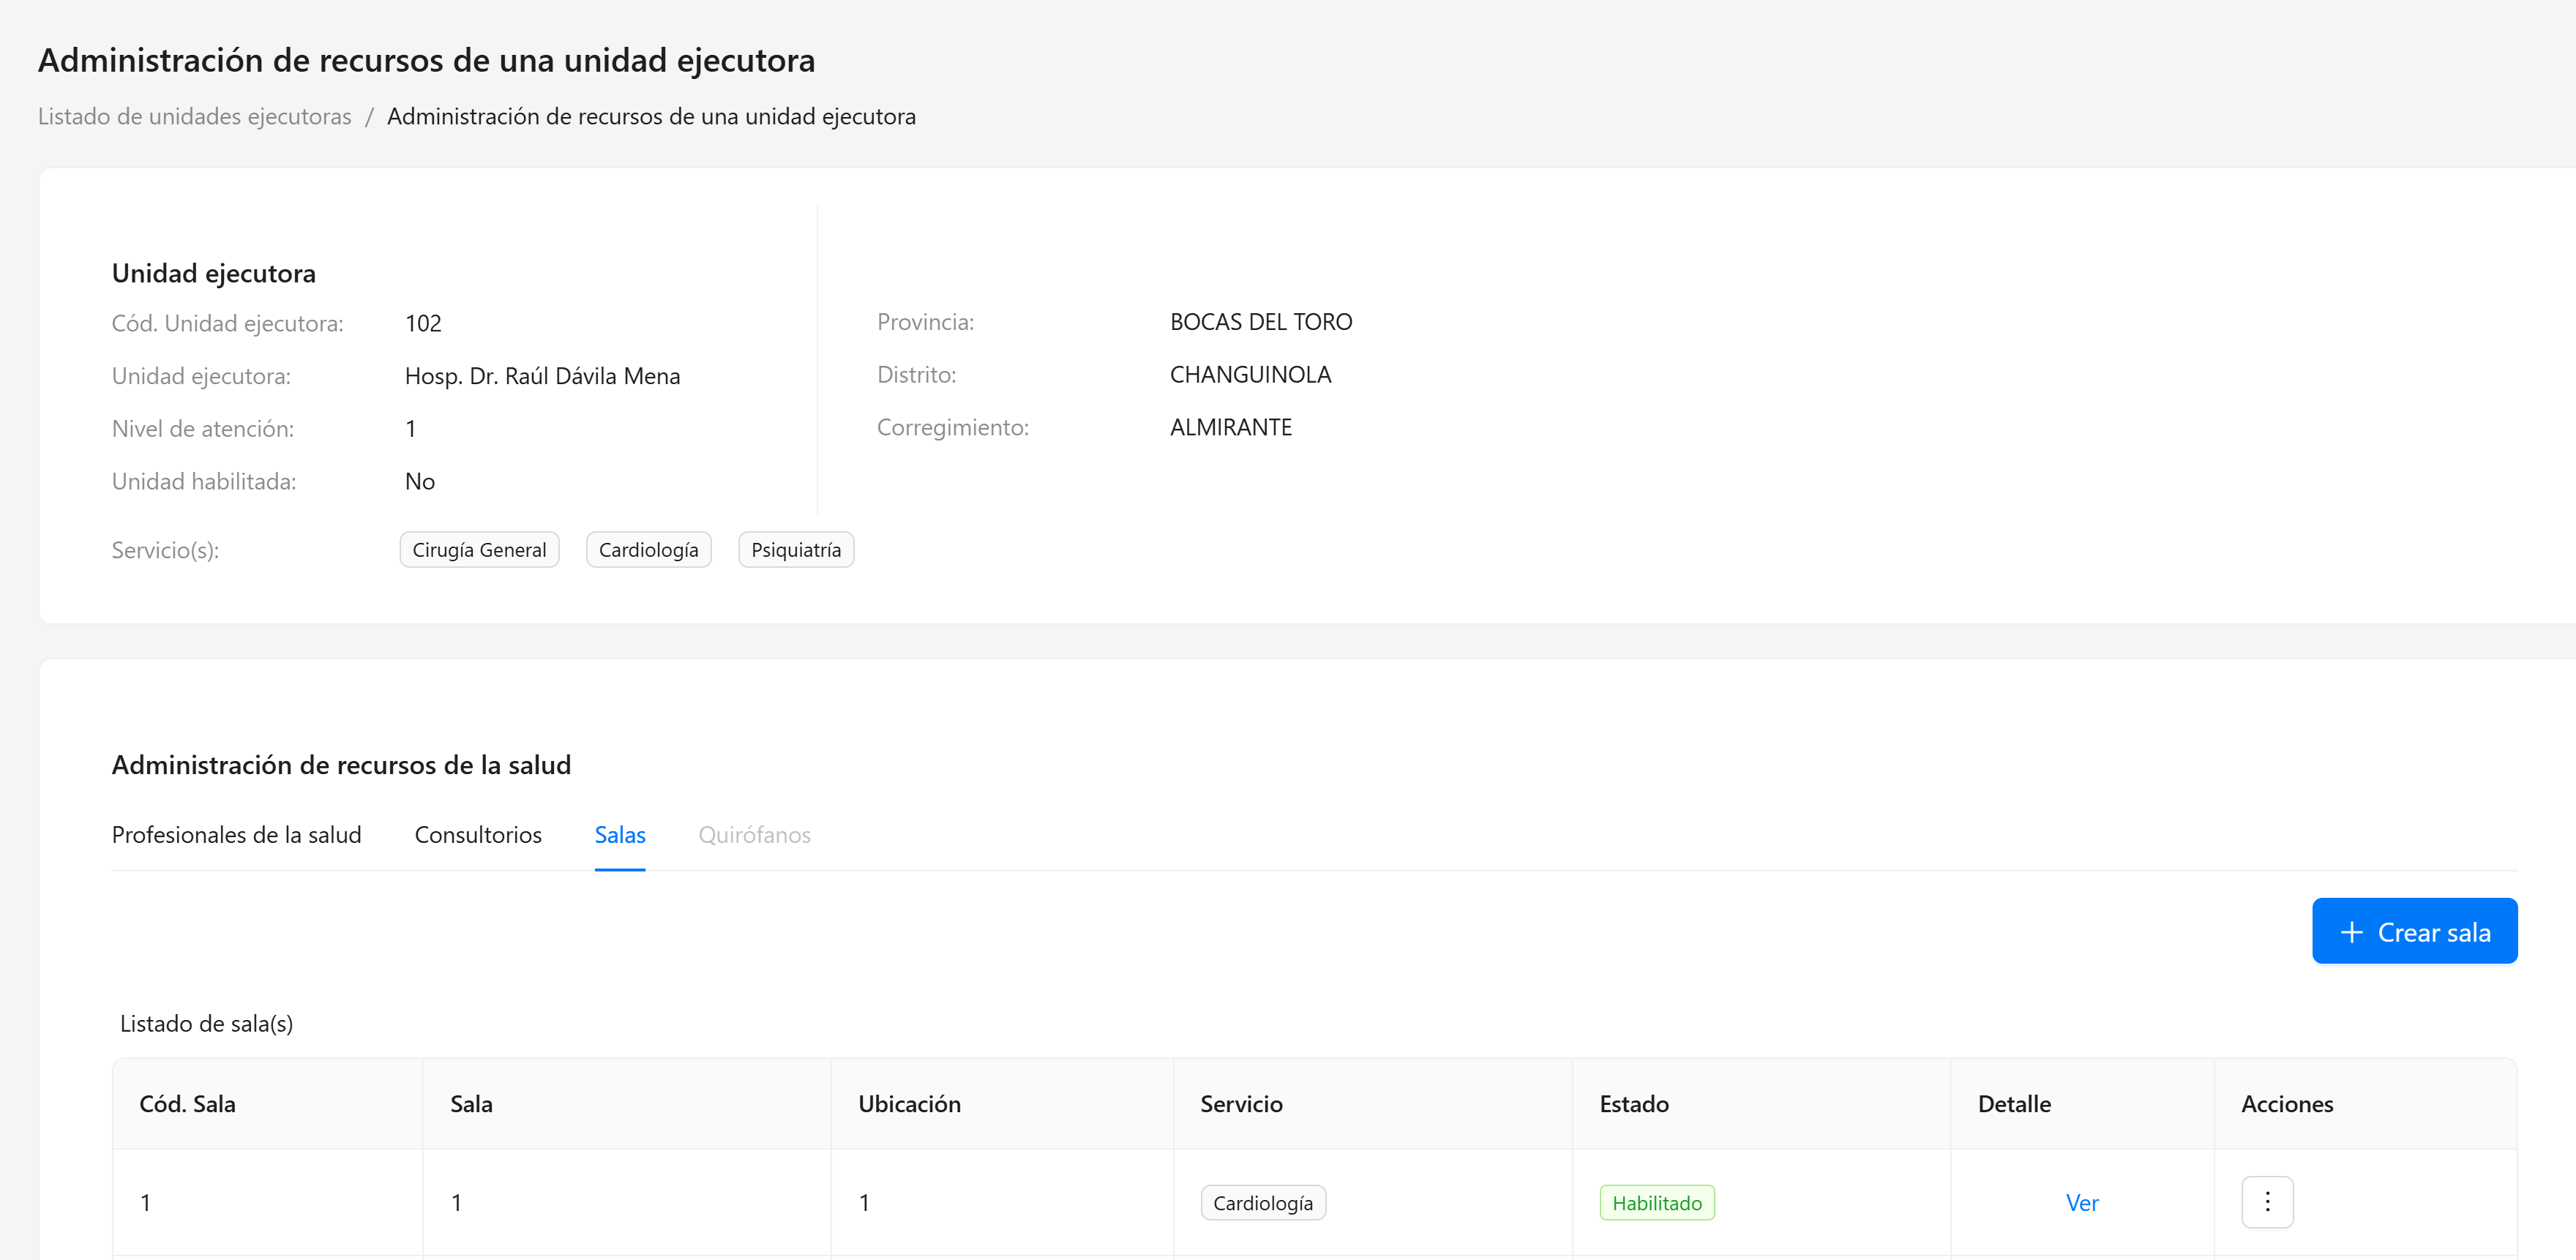 Administración de recursos de una unidad ejecutora
Listado de unidades ejecutoras / Administración de recursos de una unidad ejecutora
Unidad ejecutora
Cód. Unidad ejecutora: 102
Unidad ejecutora: Hosp. Dr. Raúl Dávila Mena
Nivel de atención: 1
Unidad habilitada: No
Provincia: BOCAS DEL TORO
Distrito: CHANGUINOLA
Corregimiento: ALMIRANTE
Servicio(s): Cirugía General Cardiología Psiquiatría
Administración de recursos de la salud
Profesionales de la salud Consultorios Salas Quirófanos
+ Crear sala
Listado de sala(s)
Cód. Sala Sala Ubicación Servicio Estado Detalle Acciones
1 1 1 Cardiología Habilitado Ver